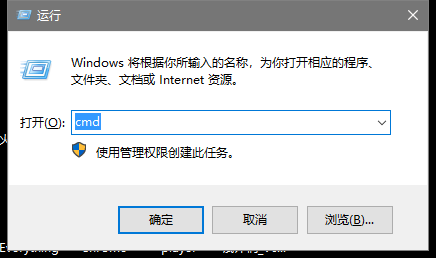 运行
Windows 将根据你所输入的名称，为你打开相应的程序、
文件夹、文档或 Internet 资源。
打开(O): cmd
使用管理权限创建此任务。
确定 取消 浏览(B)...